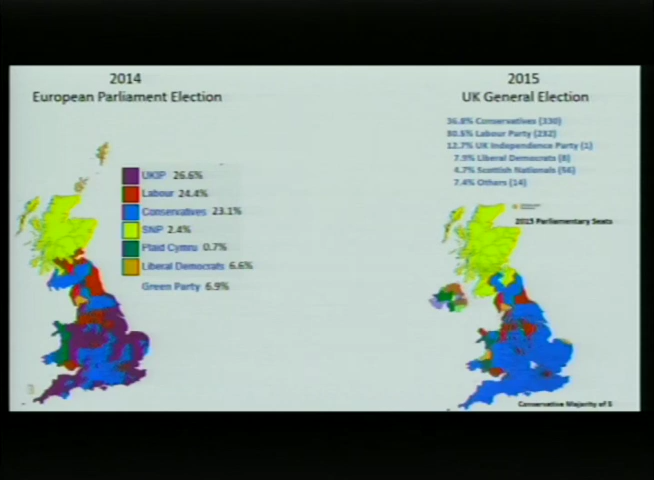 2014
European Parliament Election
UKIP 26.6%
Labour 24.4%
Conservatives 23.1%
SNP 2.4%
Plaid Cymru 0.7%
Liberal Democrats 6.6%
Green Party 6.9%
2015
UK General Election
36.8% Conservatives (330)
30.5% Labour Party (232)
12.7% UK Independence Party (1)
7.9% Liberal Democrats (8)
4.7% Scottish Nationals (56)
7.4% Others (14)
2015 Parliamentary Seats
Conservative Majority of